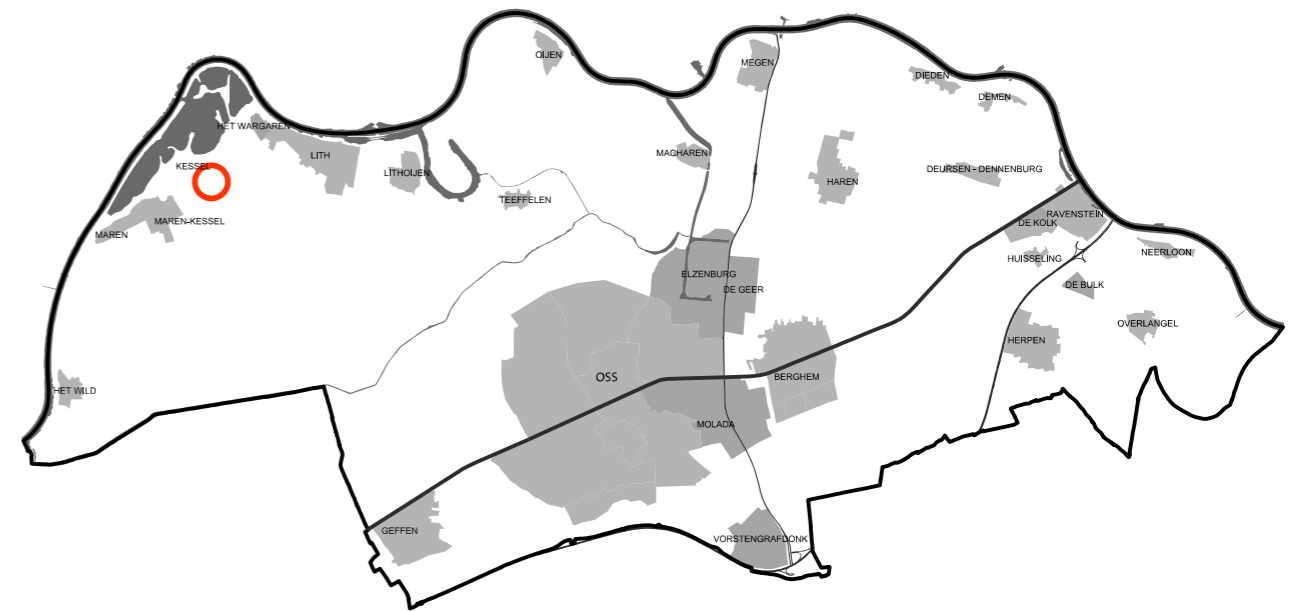 OIJEN
MEGEN
DIEDEN
DEMEN
HET WARGAREN
LITH
MACHAREN
KESSEL
LITHOIJEN
HAREN
DEURSEN - DENNENBURG
TEEFFELEN
MAREN-KESSEL
MAREN
RAVENSTEIN
DE KOLK
NEERLOON
HUISSELING
ELZENBURG
DE GEER
DE BULK
OVERLANGEL
HERPEN
OSS
BERGHEM
HET WILD
MOLADA
GEFFEN
VORSTENGRAFDONK